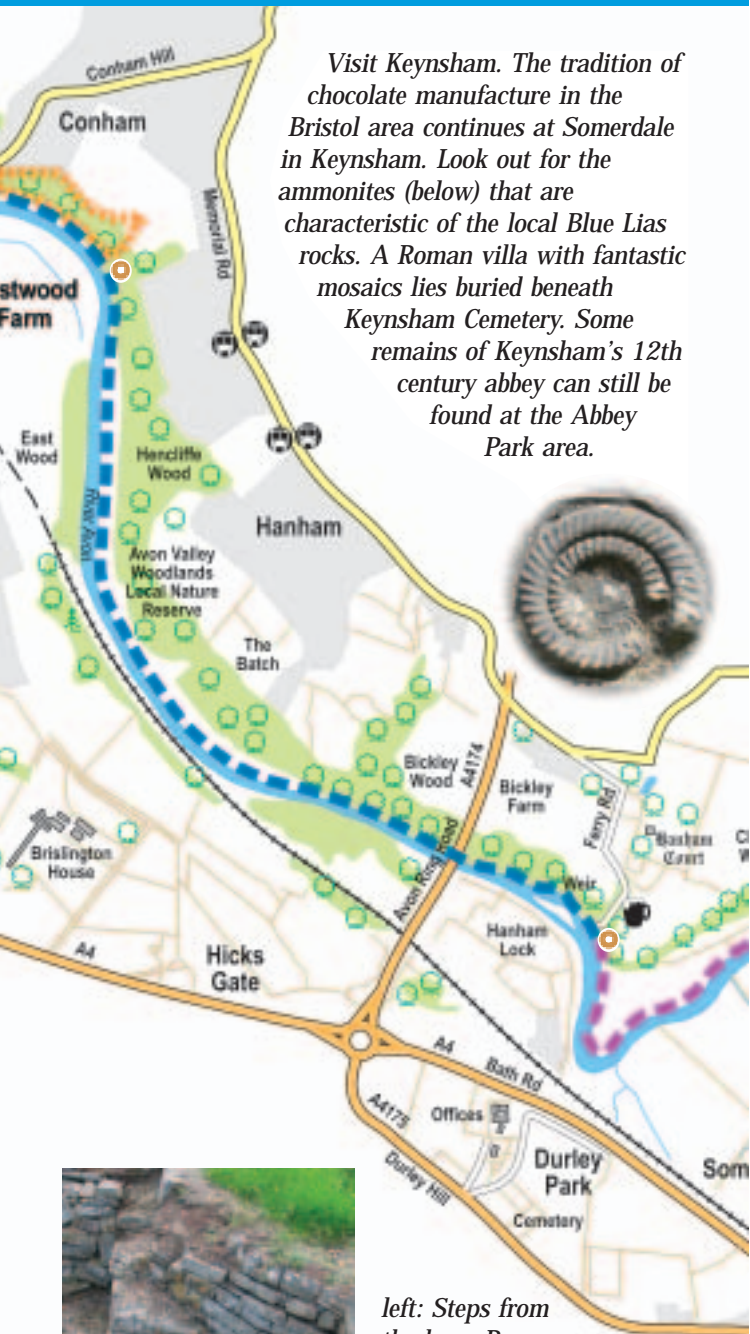 Visit Keynsham. The tradition of
chocolate manufacture in the
Bristol area continues at Somerdale
in Keynsham. Look out for the
ammonites (below) that are
characteristic of the local Blue Lias
rocks. A Roman villa with fantastic
mosaics lies buried beneath
Keynsham Cemetery. Some
remains of Keynsham's 12th
century abbey can still be
found at the Abbey
Park area.
Conham Hill
Conham
Memorial Rd
stwood
Farm
East
Wood
Hencliffe
Wood
River Avon
Hanham
Avon Valley
Woodlands
Local Nature
Reserve
The
Batch
Bickley
Wood
A4174
Bickley
Farm
Ferry Rd
Hanham
Court
Brislington
House
Avon Ring Road
Weir
Hanham
Lock
A4
Hicks
Gate
A4
Bath Rd
A4175
Offices
Durley Hill
Durley
Park
Som
Cemetery
left: Steps from